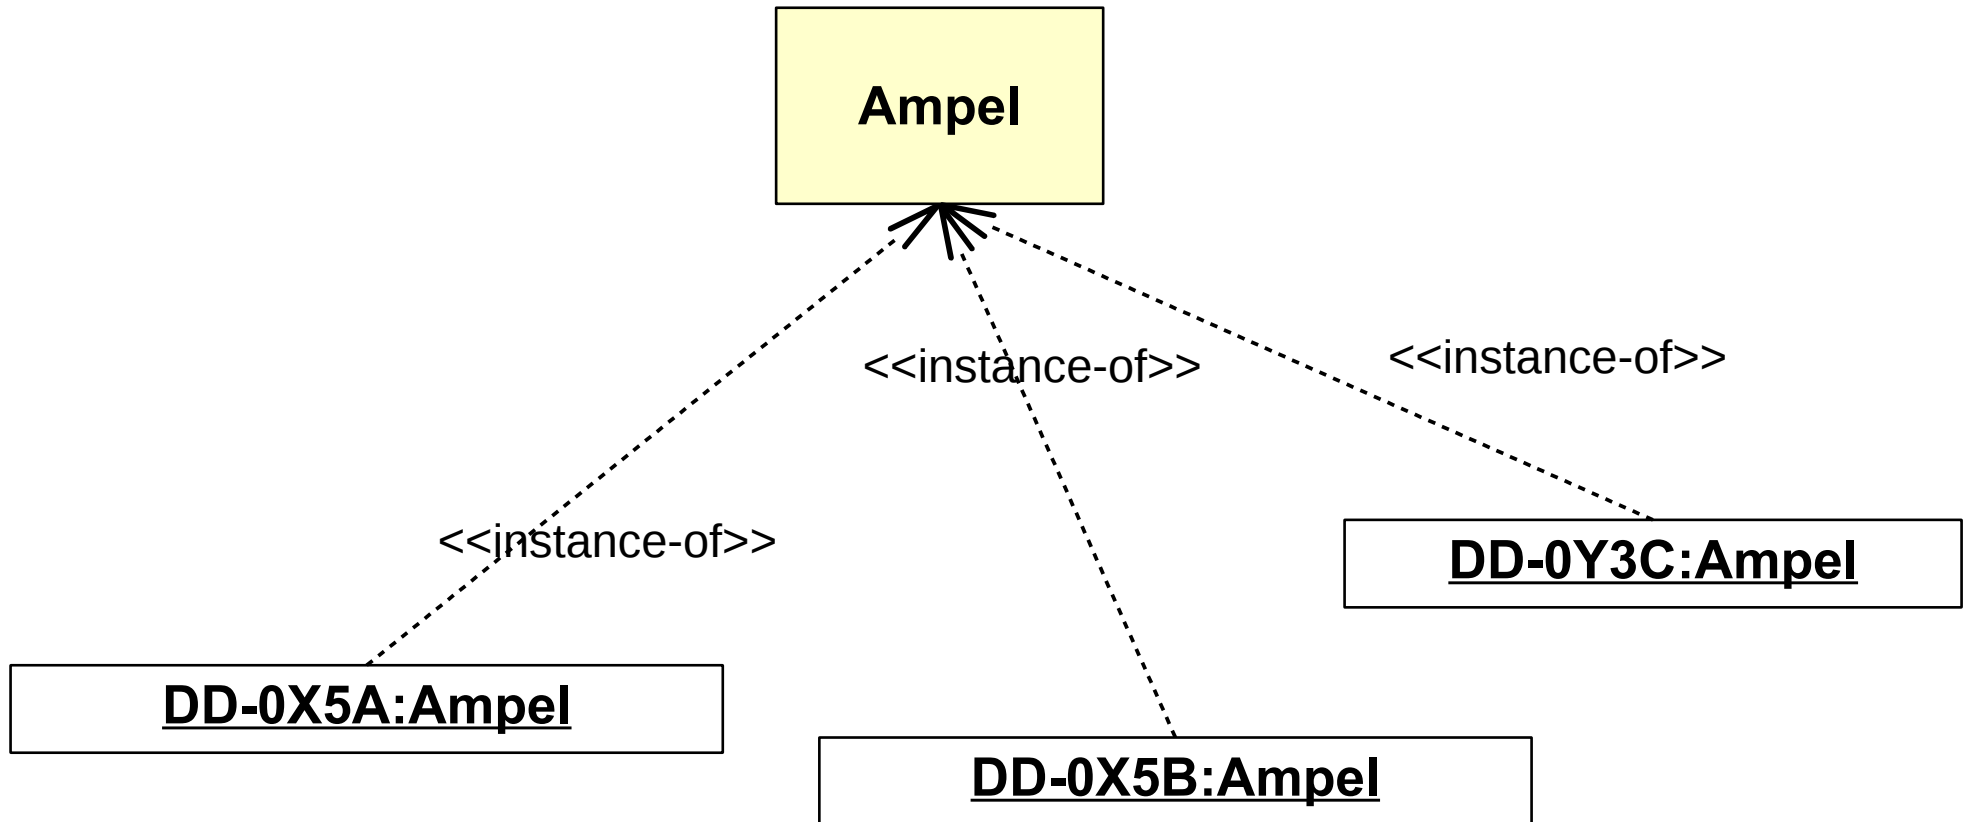 Ampel
<<instance-of>>
<<instance-of>>
<<instance-of>>
DD-0Y3C:Ampel
DD-0X5A:Ampel
DD-0X5B:Ampel